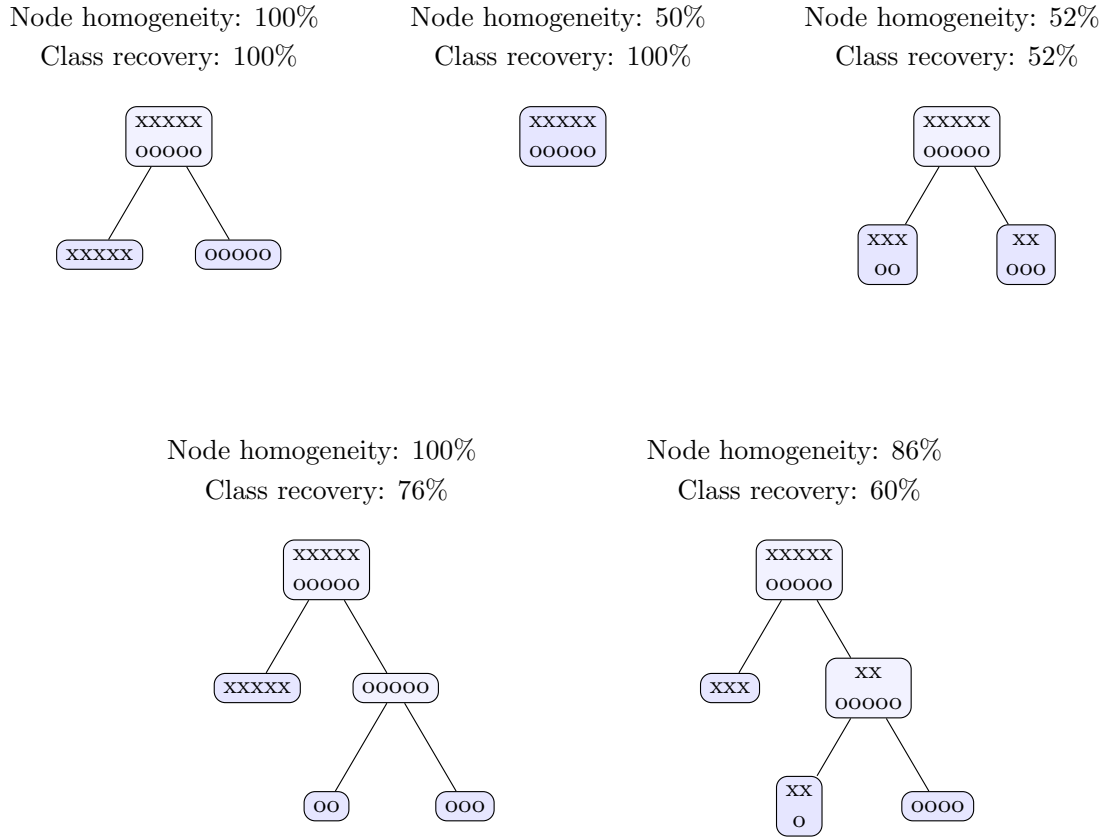 Node homogeneity: 100%
Class recovery: 100%
xxxxx
ooooo
xxxxx
ooooo
Node homogeneity: 50%
Class recovery: 100%
xxxxx
ooooo
Node homogeneity: 52%
Class recovery: 52%
xxxxx
ooooo
xxx
oo
xx
ooo
Node homogeneity: 100%
Class recovery: 76%
xxxxx
ooooo
xxxxx
ooooo
oo
ooo
Node homogeneity: 86%
Class recovery: 60%
xxxxx
ooooo
xxx
xx
ooooo
xx
o
oooo